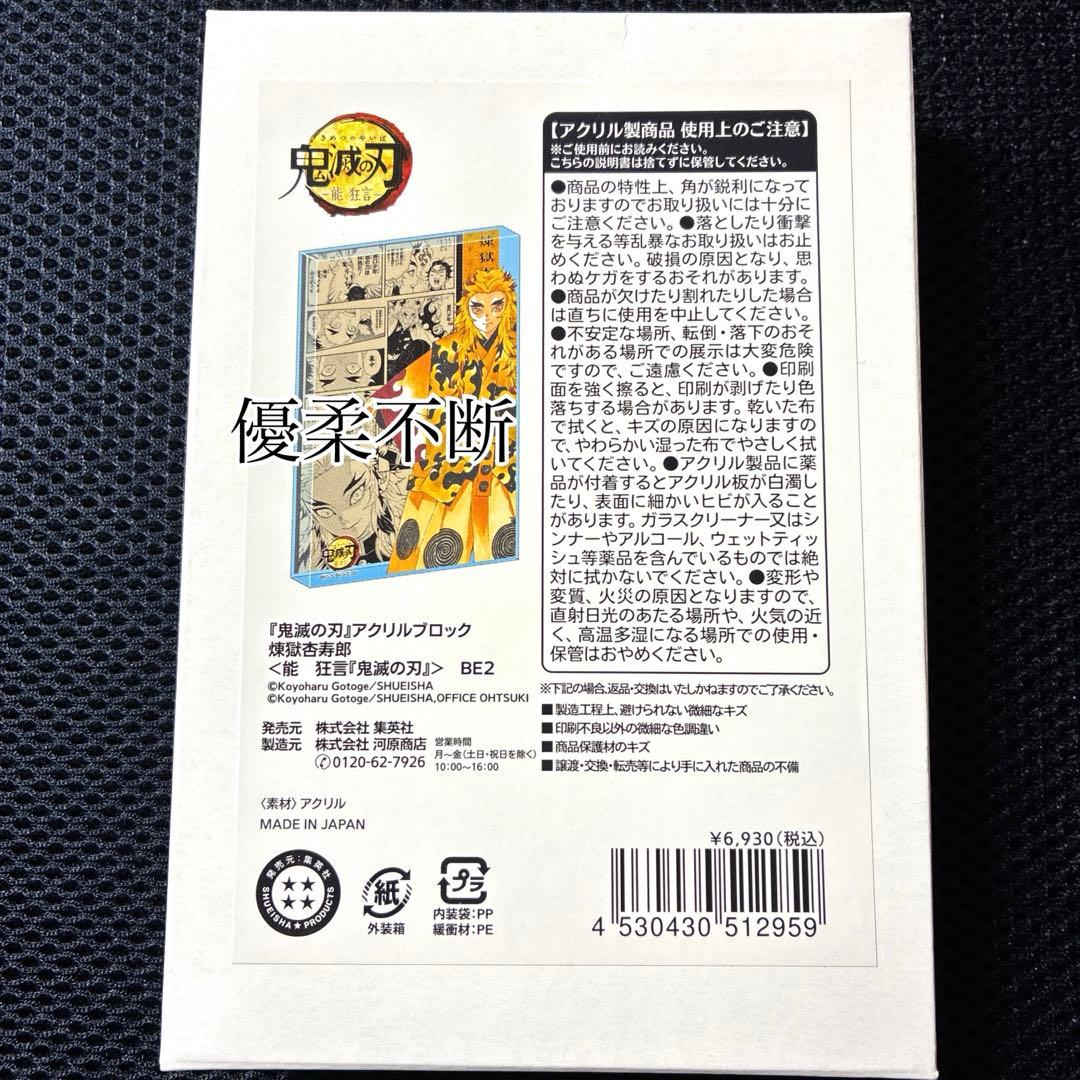 きめつのやいば
鬼滅の刃
~能 狂言~
煉獄
優柔不断
鬼滅の刃
『鬼滅の刃』アクリルブロック
煉獄杏寿郎
<能 狂言『鬼滅の刃』> BE2
©Koyoharu Gotoge/SHUEISHA
©Koyoharu Gotoge/SHUEISHA,OFFICE OHTSUKI
発売元 株式会社 集英社
製造元 株式会社 河原商店
0120-62-7926
営業時間
月～金(土日・祝日を除く)
10:00～16:00
〈素材〉アクリル
MADE IN JAPAN
発売元:集英社
SHUEISHA★PRODUCTS
紙
外装箱
プラ
内装袋:PP
緩衝材:PE
【アクリル製商品 使用上のご注意】
※ご使用前にお読みください。
こちらの説明書は捨てずに保管してください。
●商品の特性上、角が鋭利になって
おりますのでお取り扱いには十分に
ご注意ください。●落としたり衝撃
を与える等乱暴なお取り扱いはお止
めください。破損の原因となり、思
わぬケガをするおそれがあります。
●商品が欠けたり割れたりした場合
は直ちに使用を中止してください。
●不安定な場所、転倒・落下のおそ
れがある場所での展示は大変危険
ですので、ご遠慮ください。●印刷
面を強く擦ると、印刷が剥げたり色
落ちする場合があります。乾いた布
で拭くと、キズの原因になりますの
で、やわらかい湿った布でやさしく拭
いてください。●アクリル製品に薬
品が付着するとアクリル板が白濁し
たり、表面に細かいヒビが入ること
があります。ガラスクリーナー又はシ
ンナーやアルコール、ウェットティッ
シュ等薬品を含んでいるものでは絶
対に拭かないでください。●変形や
変質、火災の原因となりますので、
直射日光のあたる場所や、火気の近
く、高温多湿になる場所での使用・
保管はおやめください。
※下記の場合、返品・交換はいたしかねますのでご了承ください。
■製造工程上、避けられない微細なキズ
■印刷不良以外の微細な色調違い
■商品保護材のキズ
■譲渡・交換・転売等により手に入れた商品の不備
¥6,930(税込)
4 530430 512959